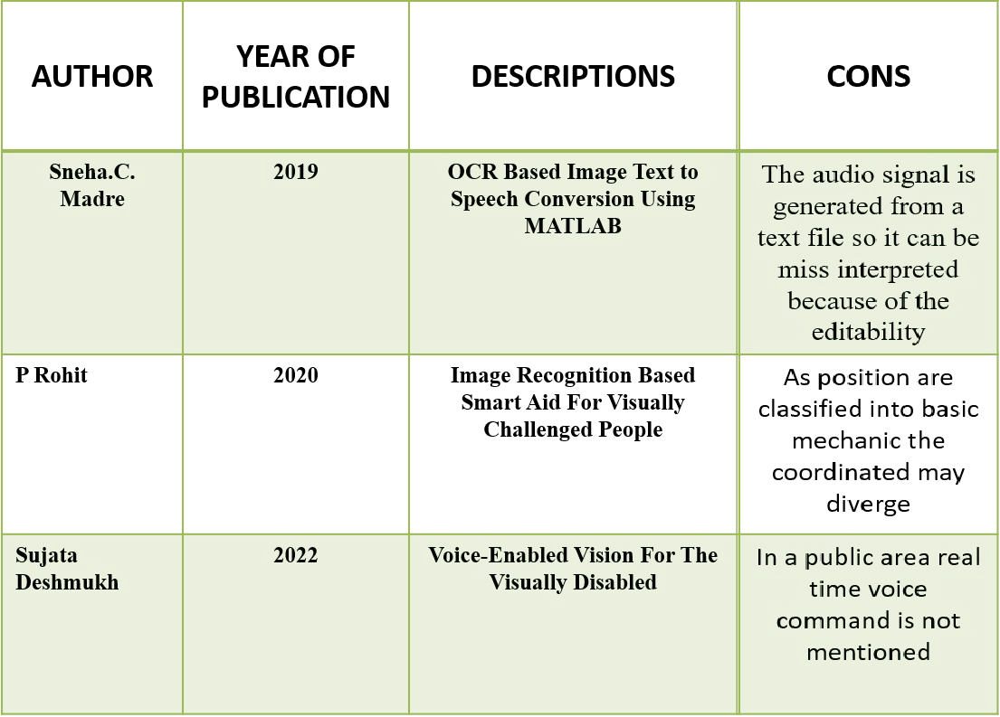 AUTHOR
YEAR OF
PUBLICATION
DESCRIPTIONS
CONS
Sneha.C.
Madre
2019
OCR Based Image Text to
Speech Conversion Using
MATLAB
The audio signal is
generated from a
text file so it can be
miss interpreted
because of the
editability
P Rohit
2020
Image Recognition Based
Smart Aid For Visually
Challenged People
As position are
classified into basic
mechanic the
coordinated may
diverge
Sujata
Deshmukh
2022
Voice-Enabled Vision For The
Visually Disabled
In a public area real
time voice
command is not
mentioned